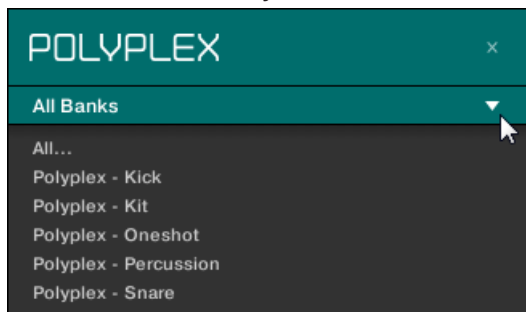 POLYPLEX ×
All Banks
All...
Polyplex - Kick
Polyplex - Kit
Polyplex - Oneshot
Polyplex - Percussion
Polyplex - Snare